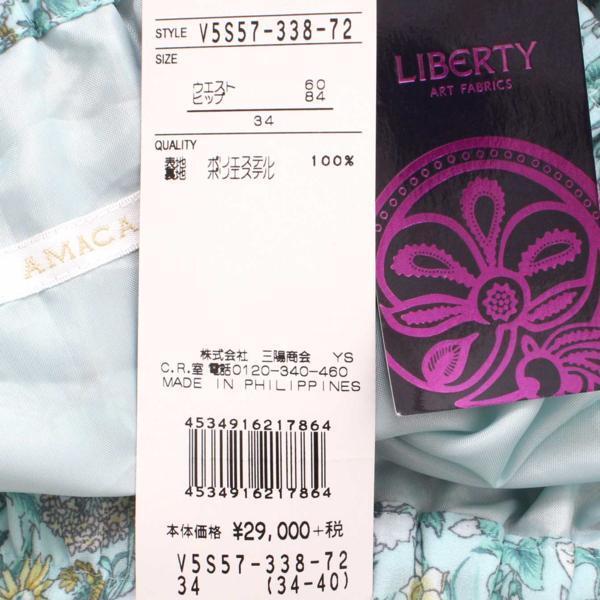 STYLE V5S57-338-72
SIZE
ウエスト 60
ヒップ 84
34
QUALITY
表地 ポリエステル 100%
裏地 ポリエステル
株式会社 三陽商会 YS
C.R.室 電話0120-340-460
MADE IN PHILIPPINES
4534916217864
4534916217864
本体価格 ¥29,000+税
V5S57-338-72
34 (34-40)
LIBERTY
ART FABRICS
AMACA